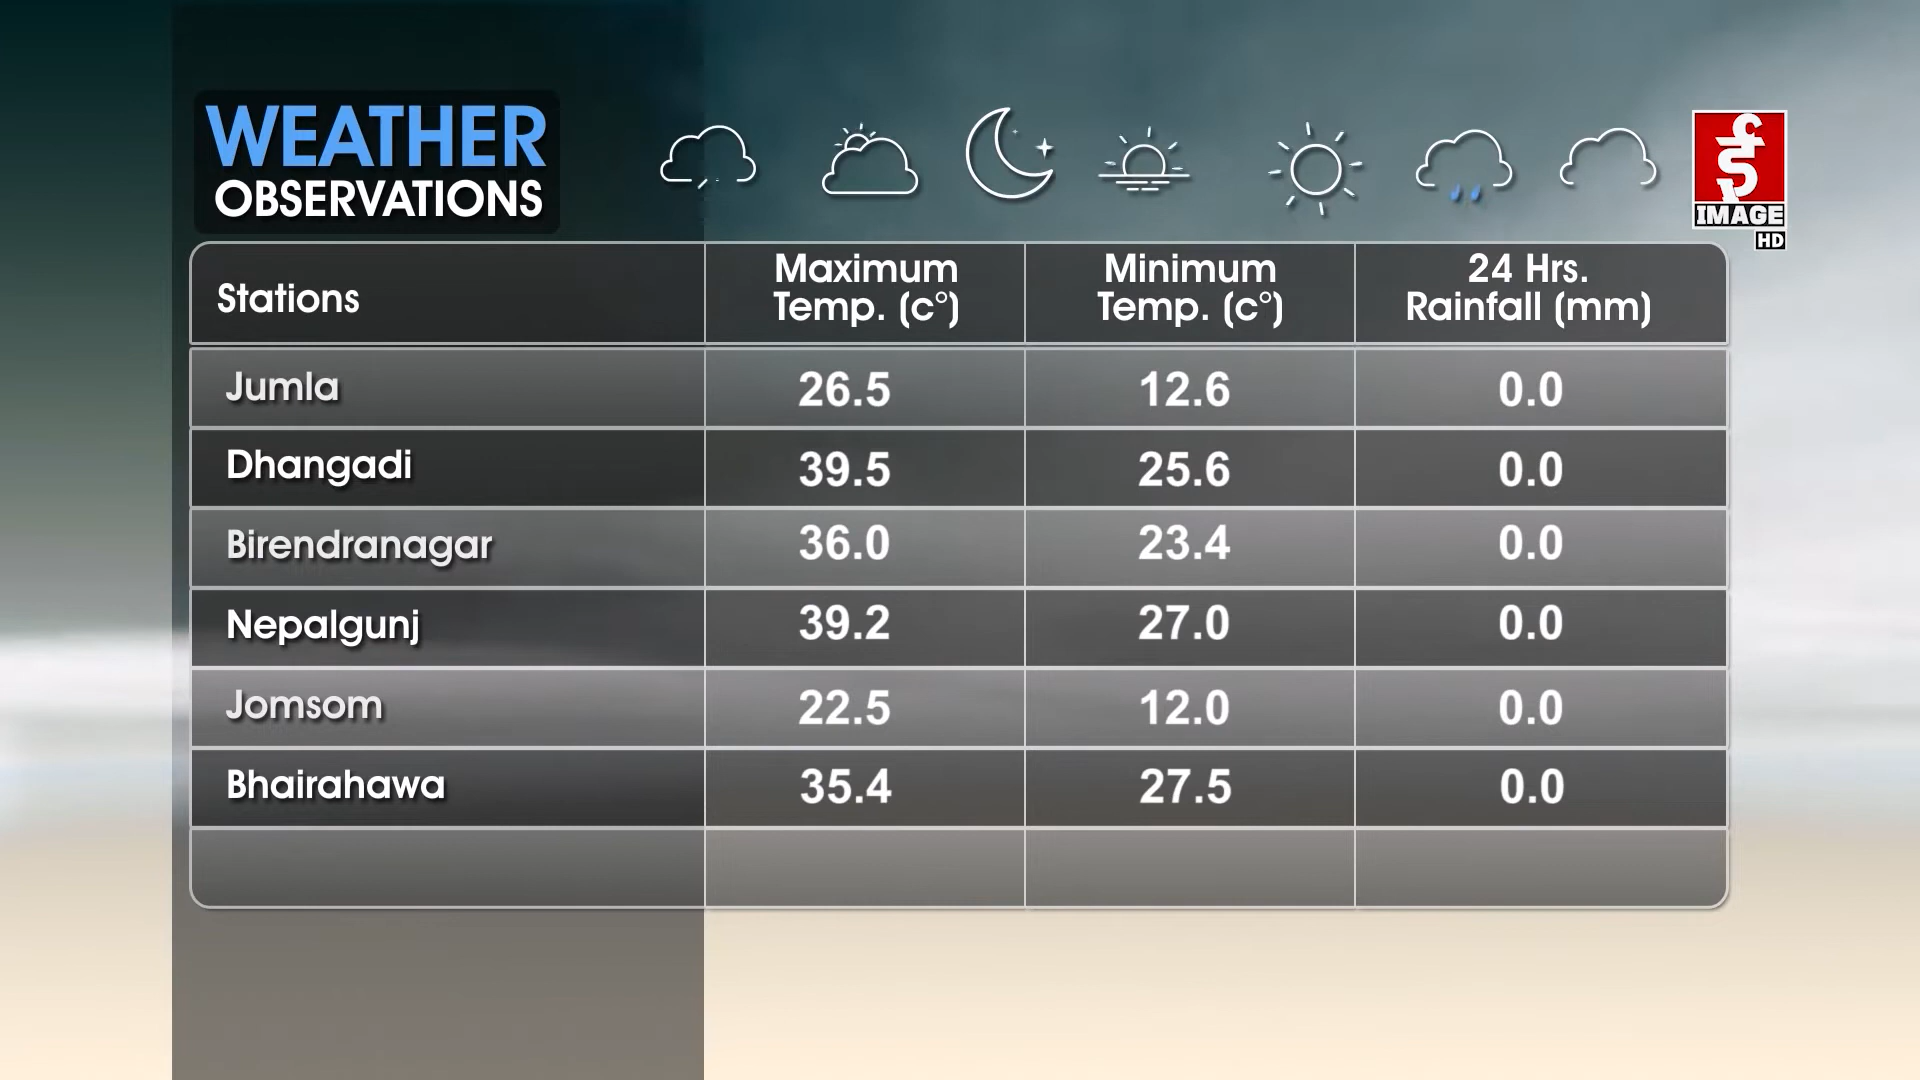 WEATHER
OBSERVATIONS
IMAGE
HD
Stations Maximum Temp. (c°) Minimum Temp. (c°) 24 Hrs. Rainfall (mm)
Jumla 26.5 12.6 0.0
Dhangadi 39.5 25.6 0.0
Birendranagar 36.0 23.4 0.0
Nepalgunj 39.2 27.0 0.0
Jomsom 22.5 12.0 0.0
Bhairahawa 35.4 27.5 0.0